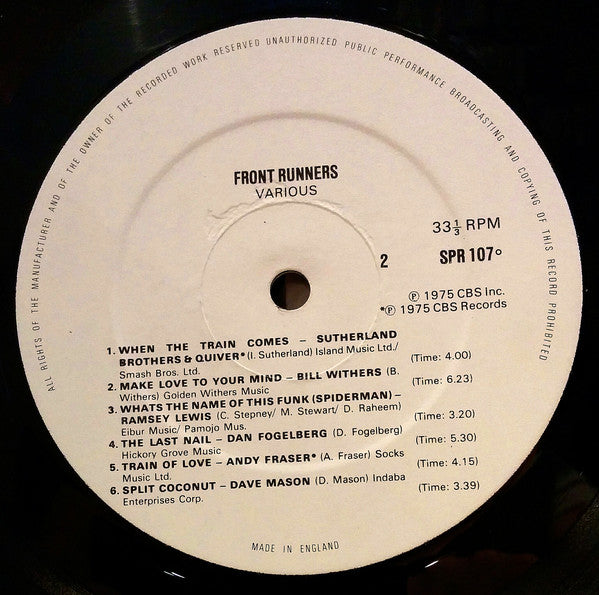 ALL RIGHTS OF THE MANUFACTURER AND OF THE OWNER OF THE RECORDED WORK RESERVED UNAUTHORIZED PUBLIC PERFORMANCE BROADCASTING AND COPYING OF THIS RECORD PROHIBITED
FRONT RUNNERS
VARIOUS
33⅓ RPM
2
SPR 107°
℗ 1975 CBS Inc.
*℗ 1975 CBS Records
1. WHEN THE TRAIN COMES – SUTHERLAND
BROTHERS & QUIVER* (I. Sutherland) Island Music Ltd./
Smash Bros. Ltd. (Time: 4.00)
2. MAKE LOVE TO YOUR MIND – BILL WITHERS (B.
Withers) Golden Withers Music (Time: 6.23)
3. WHATS THE NAME OF THIS FUNK (SPIDERMAN) –
RAMSEY LEWIS (C. Stepney/ M. Stewart/ D. Raheem)
Eibur Music/ Pamojo Mus. (Time: 3.20)
4. THE LAST NAIL – DAN FOGELBERG (D. Fogelberg)
Hickory Grove Music (Time: 5.30)
5. TRAIN OF LOVE – ANDY FRASER* (A. Fraser) Socks
Music Ltd. (Time: 4.15)
6. SPLIT COCONUT – DAVE MASON (D. Mason) Indaba
Enterprises Corp. (Time: 3.39)
MADE IN ENGLAND